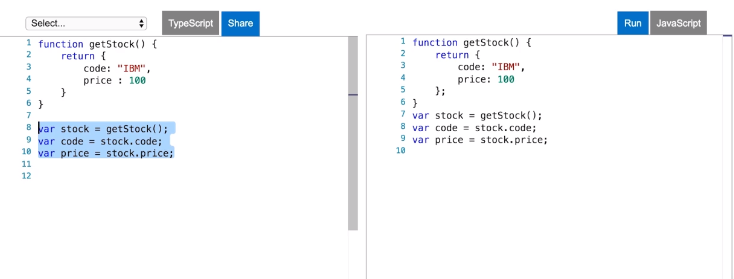 Select... TypeScript Share Run JavaScript
1 function getStock() {
2     return {
3         code: "IBM",
4         price : 100
5     }
6 }
7
8 var stock = getStock();
9 var code = stock.code;
10 var price = stock.price;
11
12
1 function getStock() {
2     return {
3         code: "IBM",
4         price: 100
5     };
6 }
7 var stock = getStock();
8 var code = stock.code;
9 var price = stock.price;
10